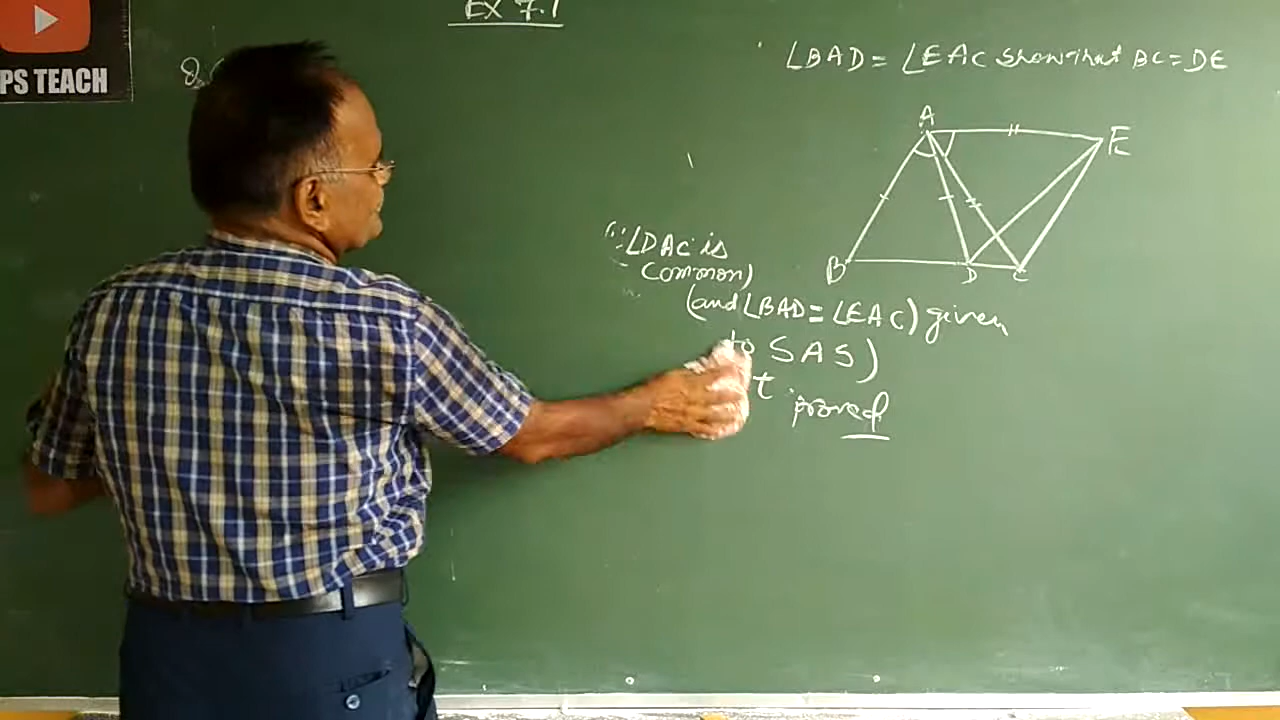 PS TEACH
EX 7.1
∠BAD = ∠EAC show that BC = DE
A
E
B
D
C
(∵ ∠DAC is
common)
(and ∠BAD = ∠EAC) given
to SAS)
t
proved